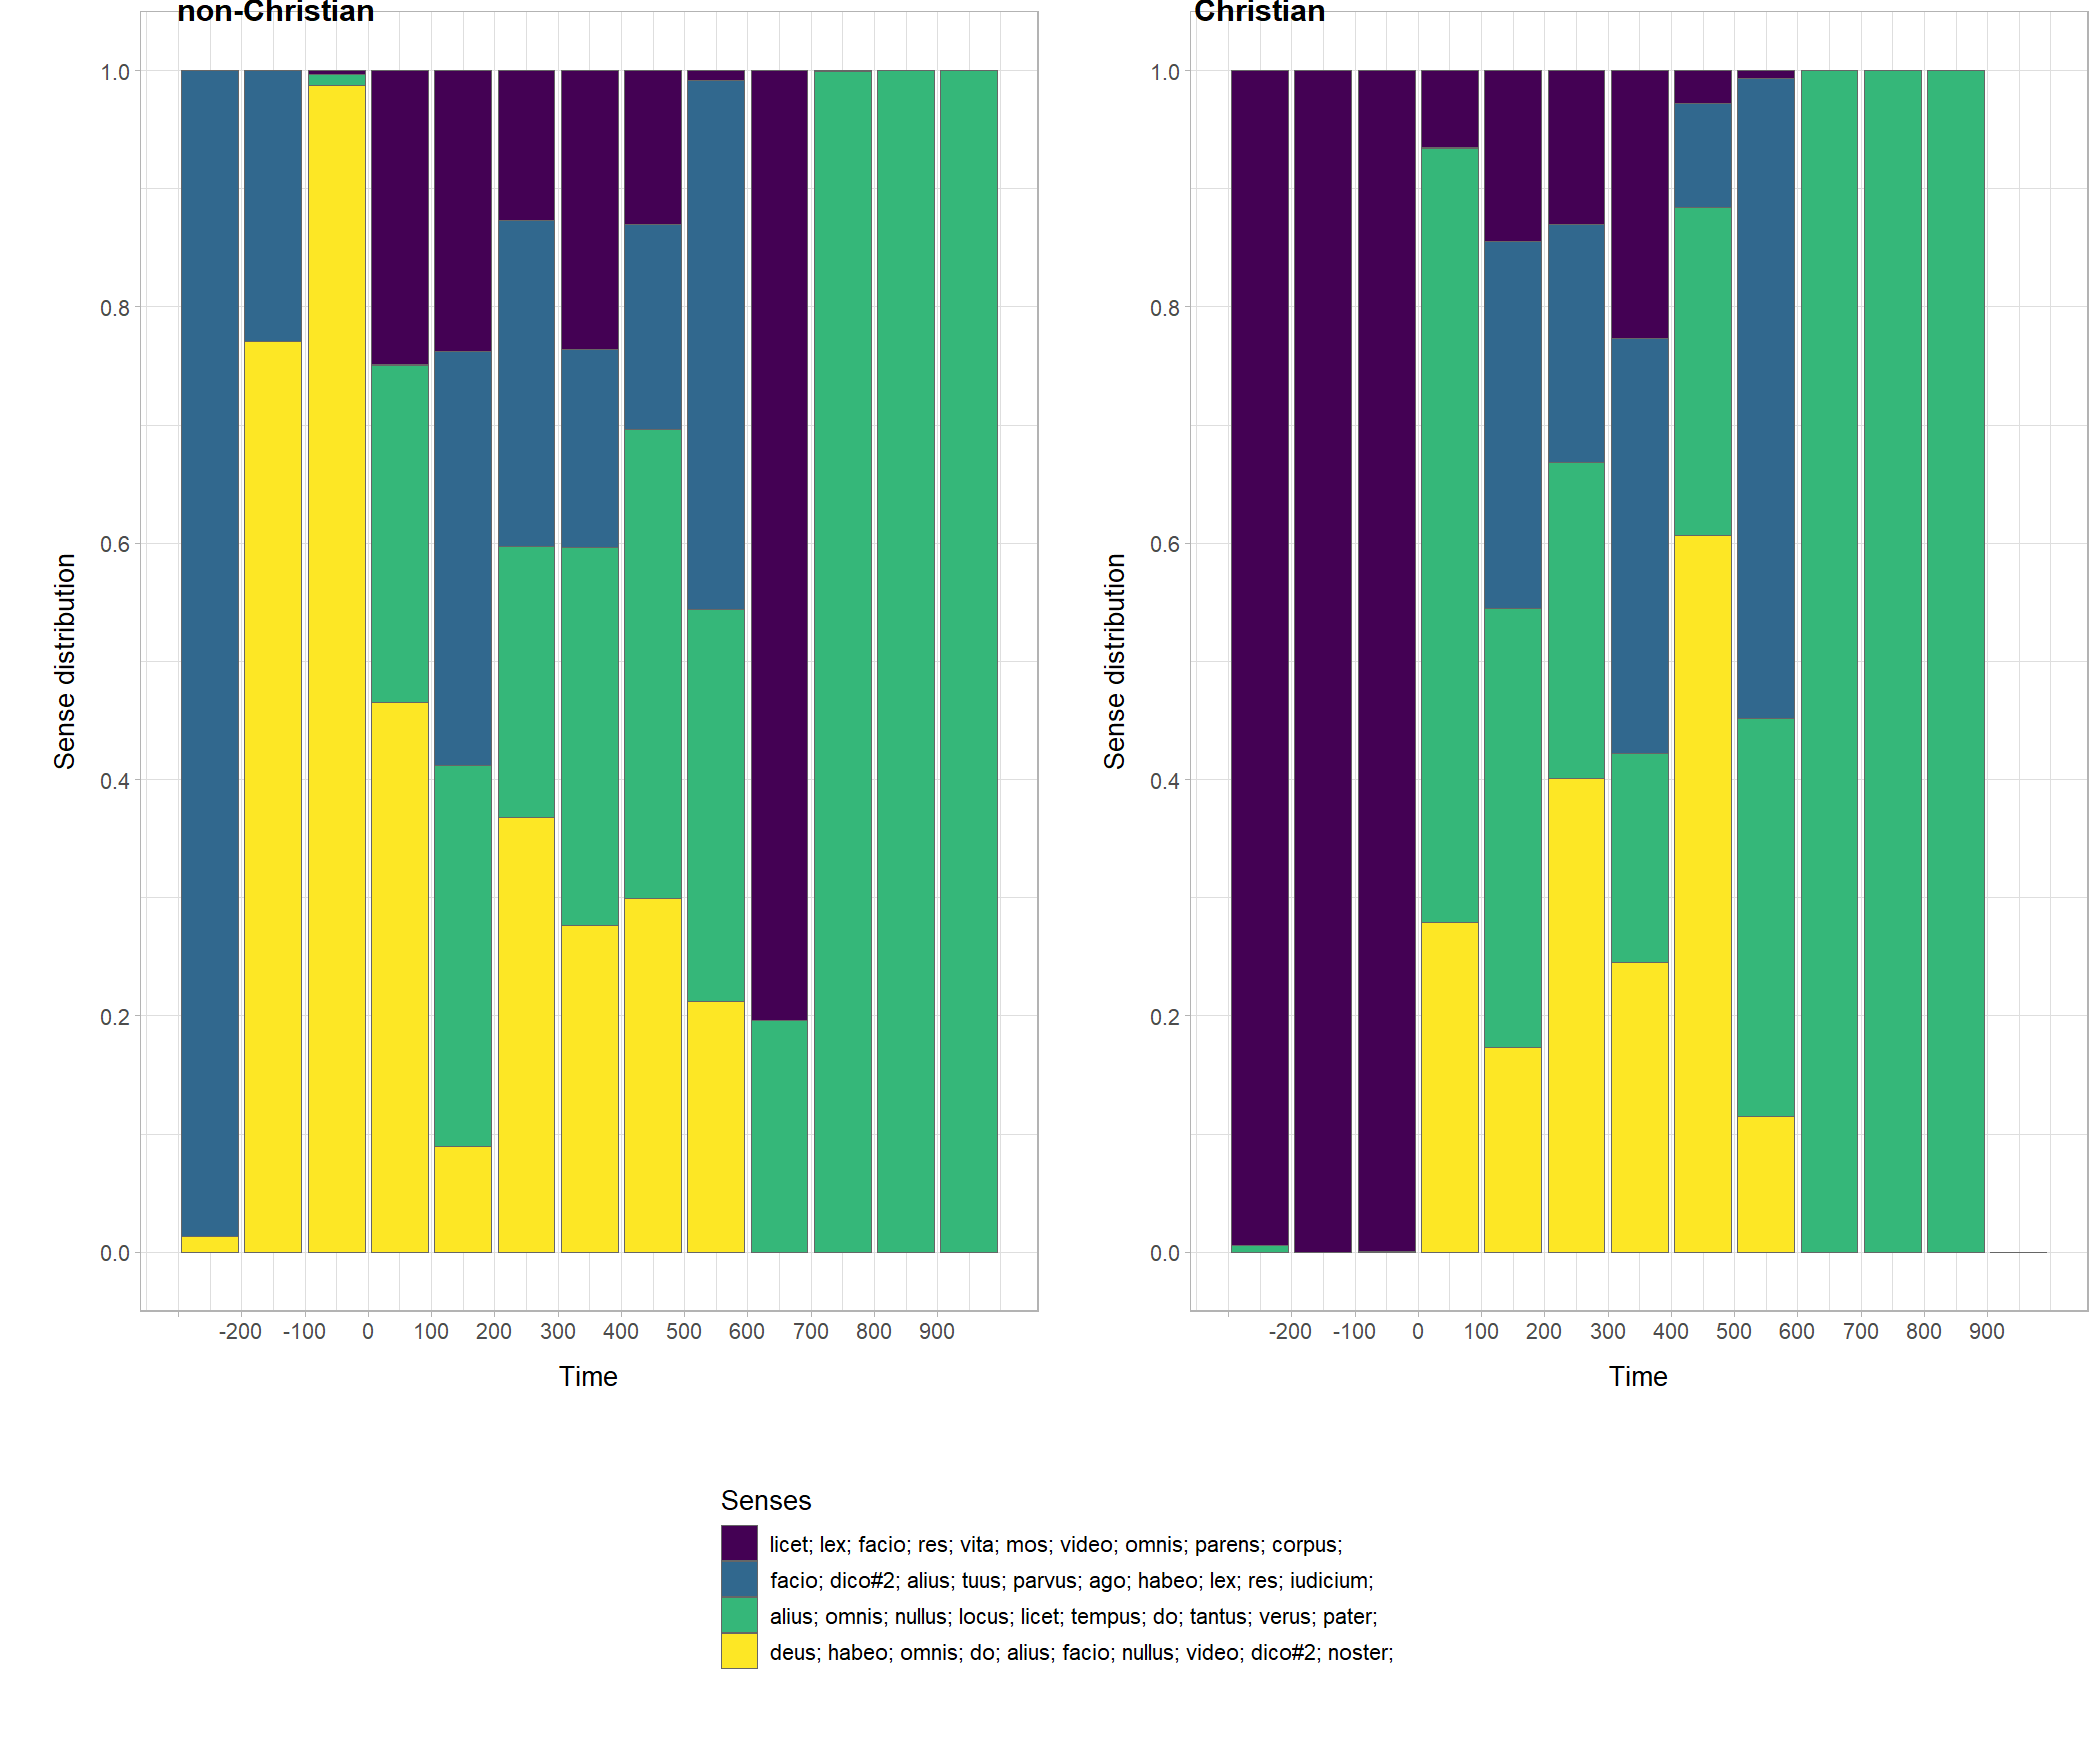 non-Christian
1.0
0.8
0.6
0.4
0.2
0.0
Sense distribution
-200 -100 0 100 200 300 400 500 600 700 800 900
Time
Christian
1.0
0.8
0.6
0.4
0.2
0.0
Sense distribution
-200 -100 0 100 200 300 400 500 600 700 800 900
Time
Senses
licet; lex; facio; res; vita; mos; video; omnis; parens; corpus;
facio; dico#2; alius; tuus; parvus; ago; habeo; lex; res; iudicium;
alius; omnis; nullus; locus; licet; tempus; do; tantus; verus; pater;
deus; habeo; omnis; do; alius; facio; nullus; video; dico#2; noster;